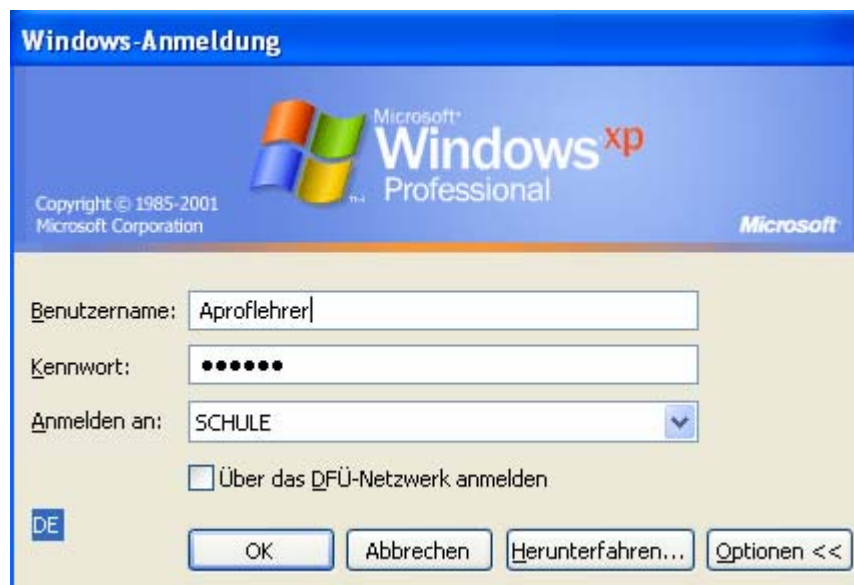 Windows-Anmeldung
Microsoft®
Windows xp
Professional
Copyright © 1985-2001
Microsoft Corporation
Microsoft
Benutzername: Aproflehrer
Kennwort: ●●●●●●
Anmelden an: SCHULE
Über das DFÜ-Netzwerk anmelden
DE
OK Abbrechen Herunterfahren... Optionen <<